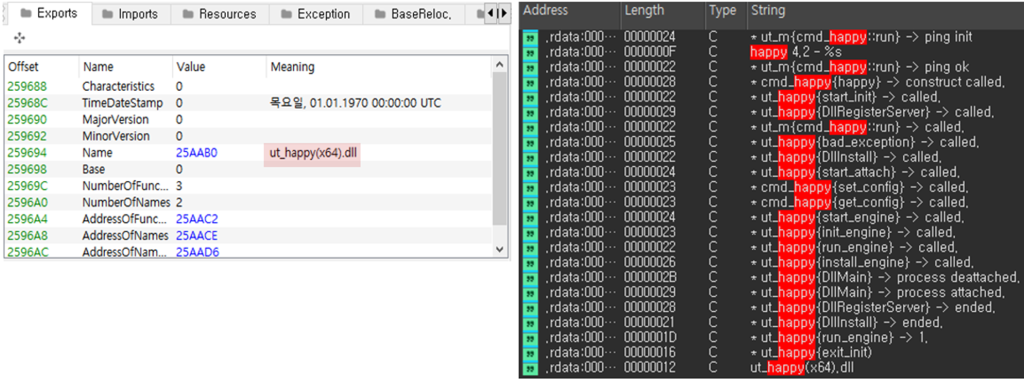 Exports Imports Resources Exception BaseReloc.
Offset Name Value Meaning
259688 Characteristics 0
25968C TimeDateStamp 0 목요일, 01.01.1970 00:00:00 UTC
259690 MajorVersion 0
259692 MinorVersion 0
259694 Name 25AAB0 ut_happy(x64).dll
259698 Base 0
25969C NumberOfFunc... 3
2596A0 NumberOfNames 2
2596A4 AddressOfFunc... 25AAC2
2596A8 AddressOfNames 25AACE
2596AC AddressOfNam... 25AAD6
Address Length Type String
.rdata:000… 00000024 C * ut_m{cmd_happy::run} -> ping init
.rdata:000… 0000000F C happy 4.2 - %s
.rdata:000… 00000022 C * ut_m{cmd_happy::run} -> ping ok
.rdata:000… 00000028 C * cmd_happy{happy} -> construct called.
.rdata:000… 00000022 C * ut_happy{start_init} -> called.
.rdata:000… 00000029 C * ut_happy{DllRegisterServer} -> called.
.rdata:000… 00000022 C * ut_m{cmd_happy::run} -> called.
.rdata:000… 00000025 C * ut_happy{bad_exception} -> called.
.rdata:000… 00000022 C * ut_happy{DllInstall} -> called.
.rdata:000… 00000024 C * ut_happy{start_attach} -> called.
.rdata:000… 00000023 C * cmd_happy{set_config} -> called.
.rdata:000… 00000023 C * cmd_happy{get_config} -> called.
.rdata:000… 00000024 C * ut_happy{start_engine} -> called.
.rdata:000… 00000023 C * ut_happy{init_engine} -> called.
.rdata:000… 00000022 C * ut_happy{run_engine} -> called.
.rdata:000… 00000026 C * ut_happy{install_engine} -> called.
.rdata:000… 0000002B C * ut_happy{DllMain} -> process deattached.
.rdata:000… 00000029 C * ut_happy{DllMain} -> process attached.
.rdata:000… 00000028 C * ut_happy{DllRegisterServer} -> ended.
.rdata:000… 00000021 C * ut_happy{DllInstall} -> ended.
.rdata:000… 0000001D C * ut_happy{run_engine} -> 1.
.rdata:000… 00000016 C * ut_happy{exit_init)
.rdata:000… 00000012 C ut_happy(x64).dll